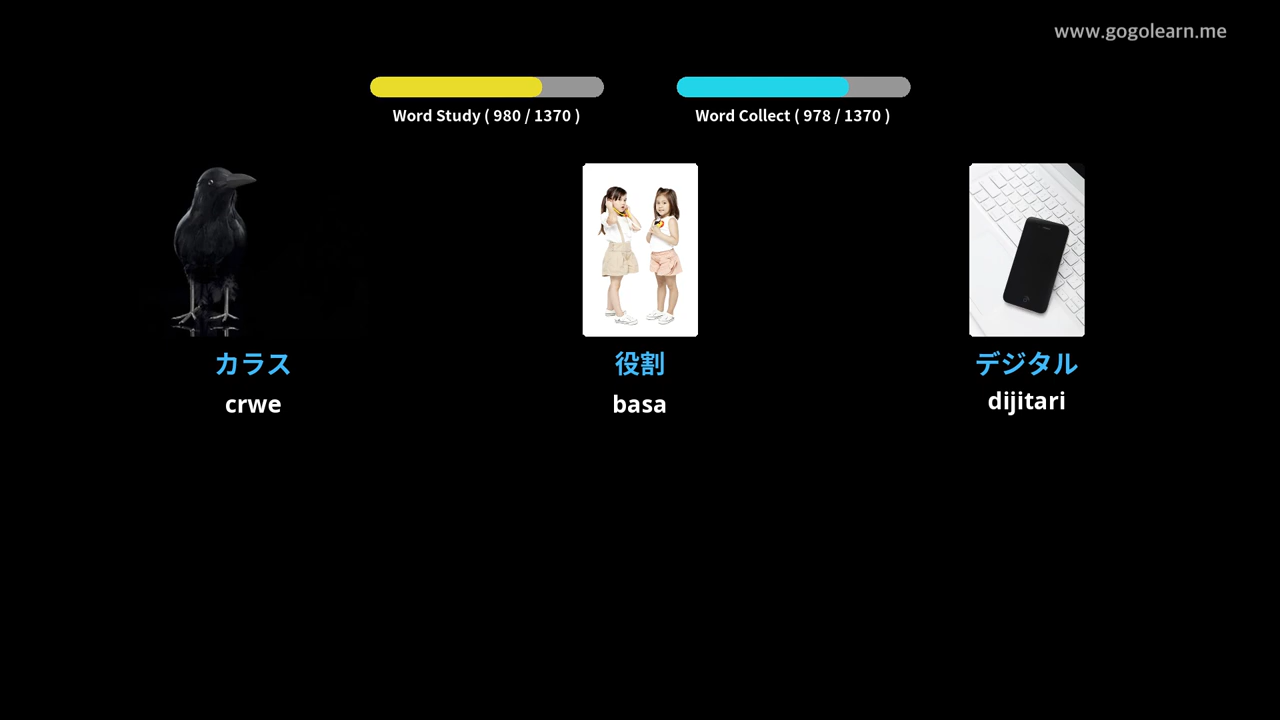 www.gogolearn.me
Word Study ( 980 / 1370 )
Word Collect ( 978 / 1370 )
カラス
役割
デジタル
crwe
basa
dijitari